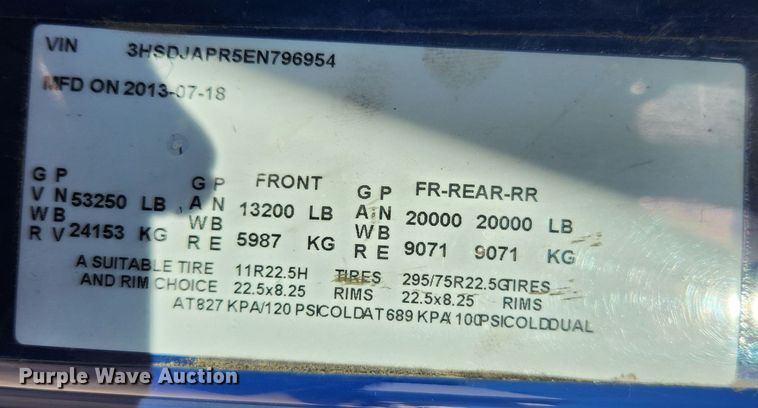 VIN 3HSDJAPR5EN796954
MFD ON 2013-07-18
G P G P FRONT G P FR-REAR-RR
V N 53250 LB A N 13200 LB A N 20000 20000 LB
W B W B W B
R V 24153 KG R E 5987 KG R E 9071 9071 KG
A SUITABLE TIRE 11R22.5H TIRES 295/75R22.5G TIRES
AND RIM CHOICE 22.5x8.25 RIMS 22.5x8.25 RIMS
AT 827 KPA/120 PSI COLD AT 689 KPA/100 PSI COLD DUAL
Purple Wave Auction